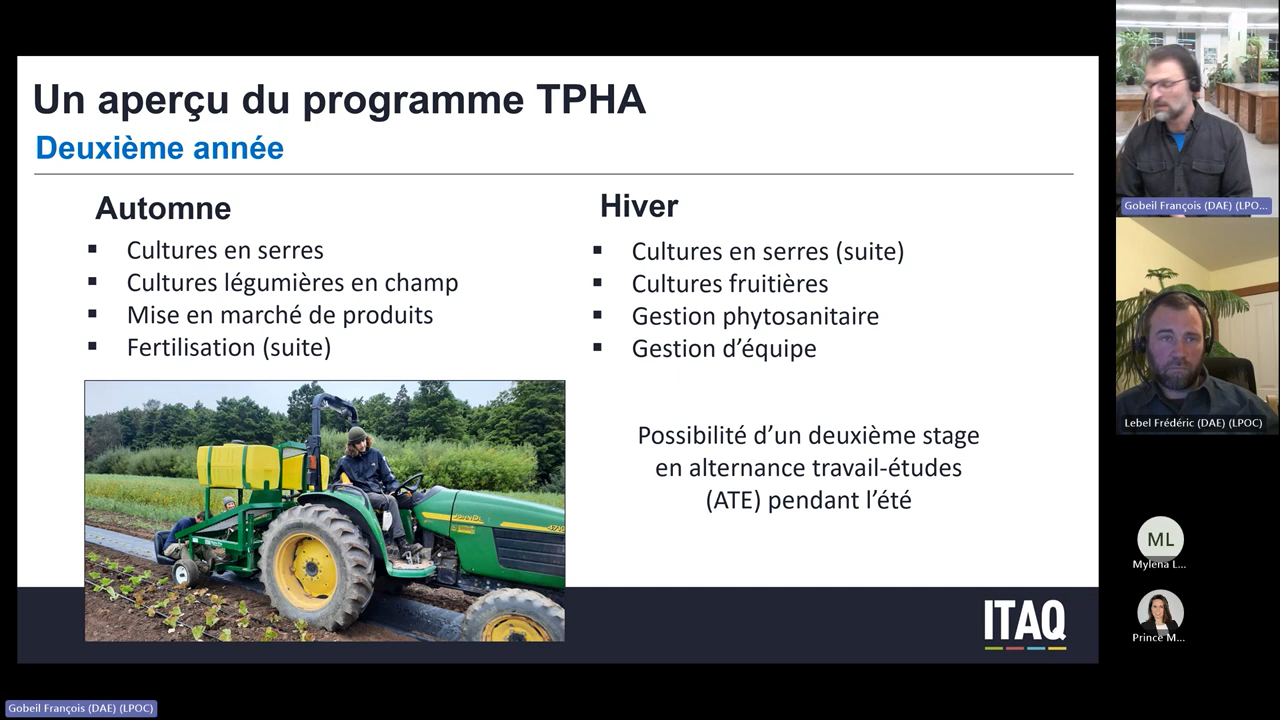 Un aperçu du programme TPHA
Deuxième année
Automne
Cultures en serres
Cultures légumières en champ
Mise en marché de produits
Fertilisation (suite)
Hiver
Cultures en serres (suite)
Cultures fruitières
Gestion phytosanitaire
Gestion d’équipe
Possibilité d’un deuxième stage
en alternance travail-études
(ATE) pendant l’été
4720
ITAQ
Gobeil François (DAE) (LPO...
Lebel Frédéric (DAE) (LPOC)
ML
Mylena L...
Prince M...
Gobeil François (DAE) (LPOC)